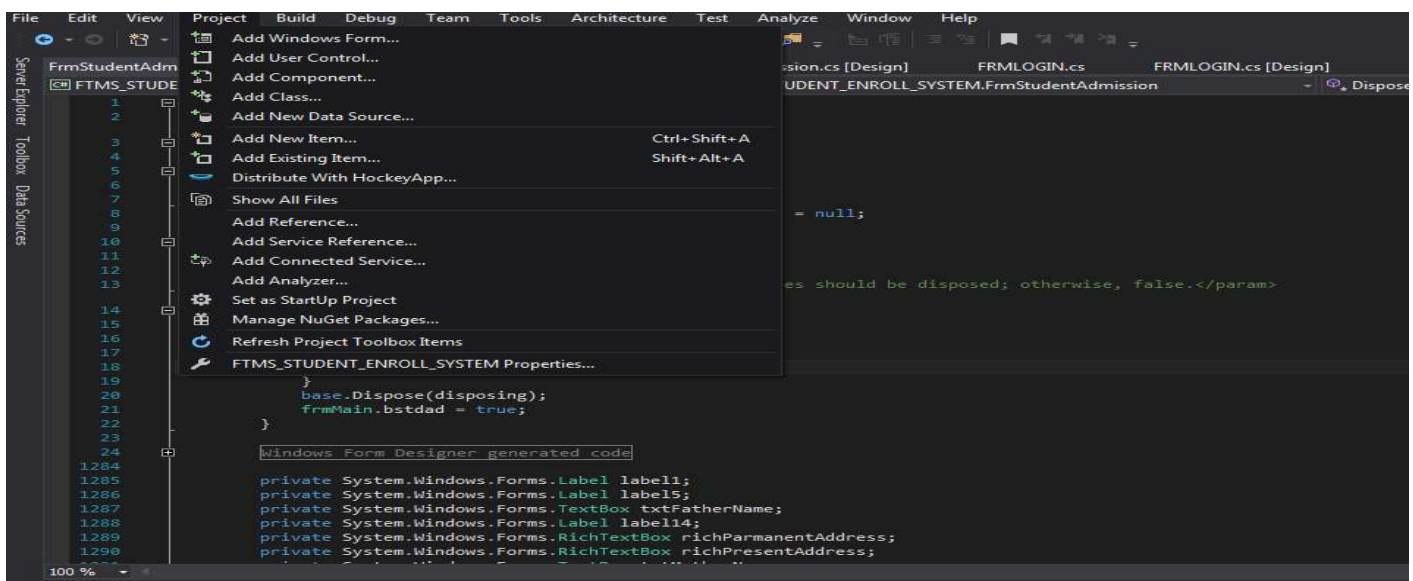 File Edit View Project Build Debug Team Tools Architecture Test Analyze Window Help
Add Windows Form...
Add User Control...
Add Component...
Add Class...
Add New Data Source...
Add New Item... Ctrl+Shift+A
Add Existing Item... Shift+Alt+A
Distribute With HockeyApp...
Show All Files
Add Reference...
Add Service Reference...
Add Connected Service...
Add Analyzer...
Set as StartUp Project
Manage NuGet Packages...
Refresh Project Toolbox Items
FTMS_STUDENT_ENROLL_SYSTEM Properties...
Server Explorer
Toolbox
Data Sources
FrmStudentAdm ssion.cs [Design] FRMLOGIN.cs FRMLOGIN.cs [Design]
C# FTMS_STUDE UDENT_ENROLL_SYSTEM.FrmStudentAdmission Dispose
1
2
3
4
5
6
7
8 = null;
9
10
11
12
13 es should be disposed; otherwise, false.</param>
14
15
16
17
18
19 }
20 base.Dispose(disposing);
21 frmMain.bstdad = true;
22 }
23
24 Windows Form Designer generated code
1284
1285 private System.Windows.Forms.Label label1;
1286 private System.Windows.Forms.Label label5;
1287 private System.Windows.Forms.TextBox txtFatherName;
1288 private System.Windows.Forms.Label label14;
1289 private System.Windows.Forms.RichTextBox richParmanentAddress;
1290 private System.Windows.Forms.RichTextBox richPresentAddress;
100 %